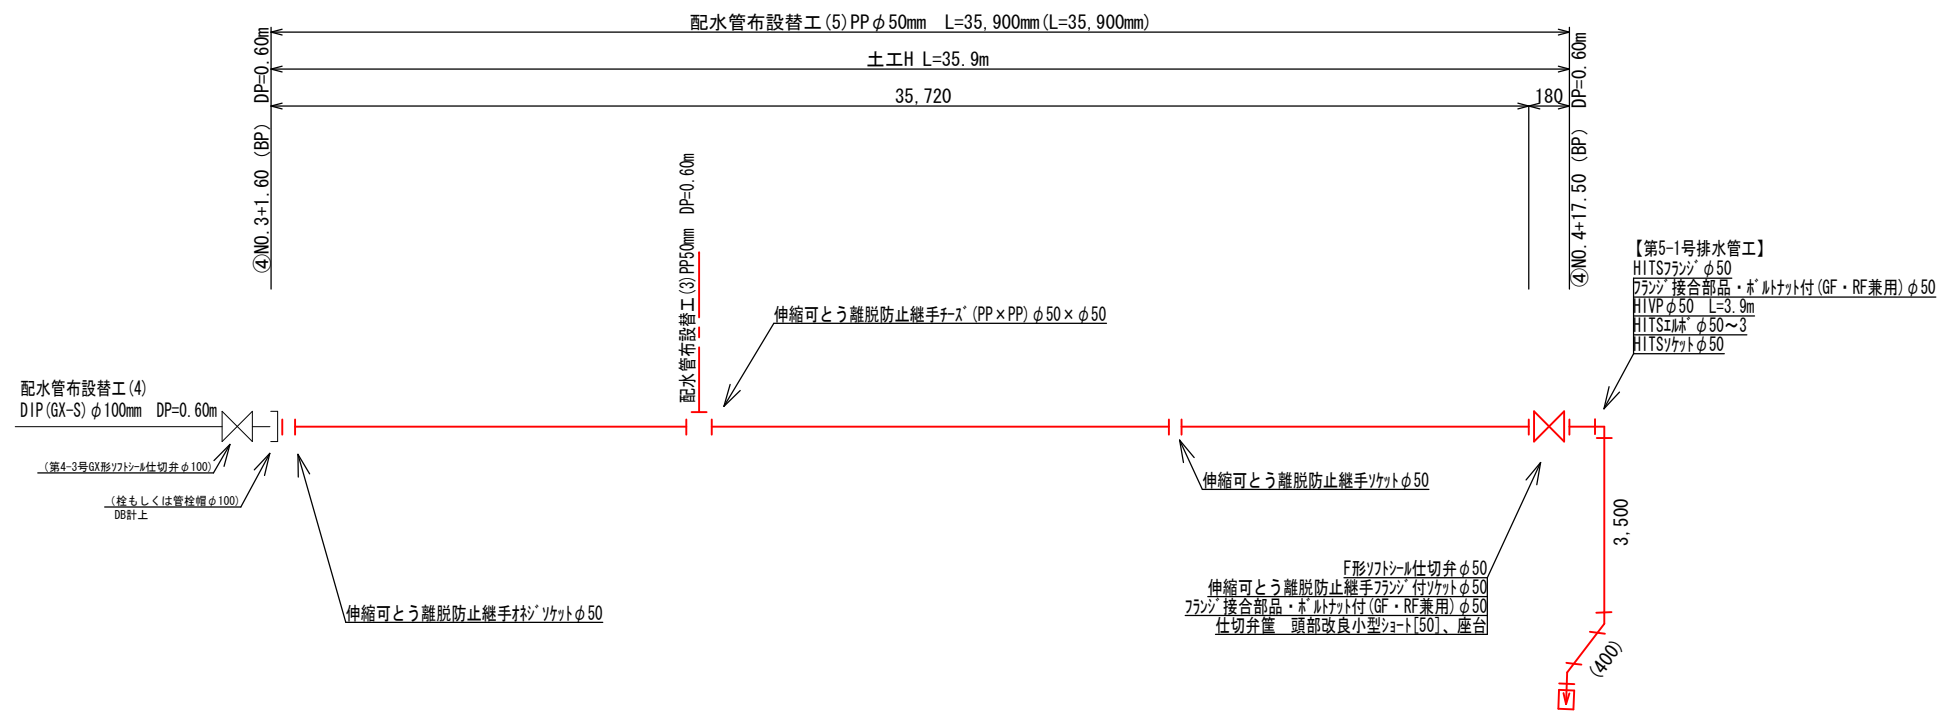 配水管布設替工(5)PPφ50mm　L=35,900mm(L=35,900mm)
土工H L=35.9m
35,720
180
④NO.3+1.60 (BP)　DP=0.60m
④NO.4+17.50 (BP)　DP=0.60m
配水管布設替工(3)PP50mm　DP=0.60m
【第5-1号排水管工】
HITSﾌﾗﾝｼﾞφ50
ﾌﾗﾝｼﾞ接合部品・ﾎﾞﾙﾄﾅｯﾄ付(GF・RF兼用)φ50
HIVPφ50　L=3.9m
HITSｴﾙﾎﾞφ50～3
HITSｿｹｯﾄφ50
伸縮可とう離脱防止継手ﾁｰｽﾞ(PP×PP)φ50×φ50
配水管布設替工(4)
DIP(GX-S)φ100mm　DP=0.60m
(第4-3号GX形ｿﾌﾄｼｰﾙ仕切弁φ100)
(栓もしくは管栓帽φ100)
DB計上
伸縮可とう離脱防止継手ｿｹｯﾄφ50
3,500
F形ｿﾌﾄｼｰﾙ仕切弁φ50
伸縮可とう離脱防止継手ﾌﾗﾝｼﾞ付ｿｹｯﾄφ50
ﾌﾗﾝｼﾞ接合部品・ﾎﾞﾙﾄﾅｯﾄ付(GF・RF兼用)φ50
仕切弁筐　頭部改良小型ｼｮｰﾄ[50]、座台
伸縮可とう離脱防止継手ｵﾈｼﾞｿｹｯﾄφ50
(400)